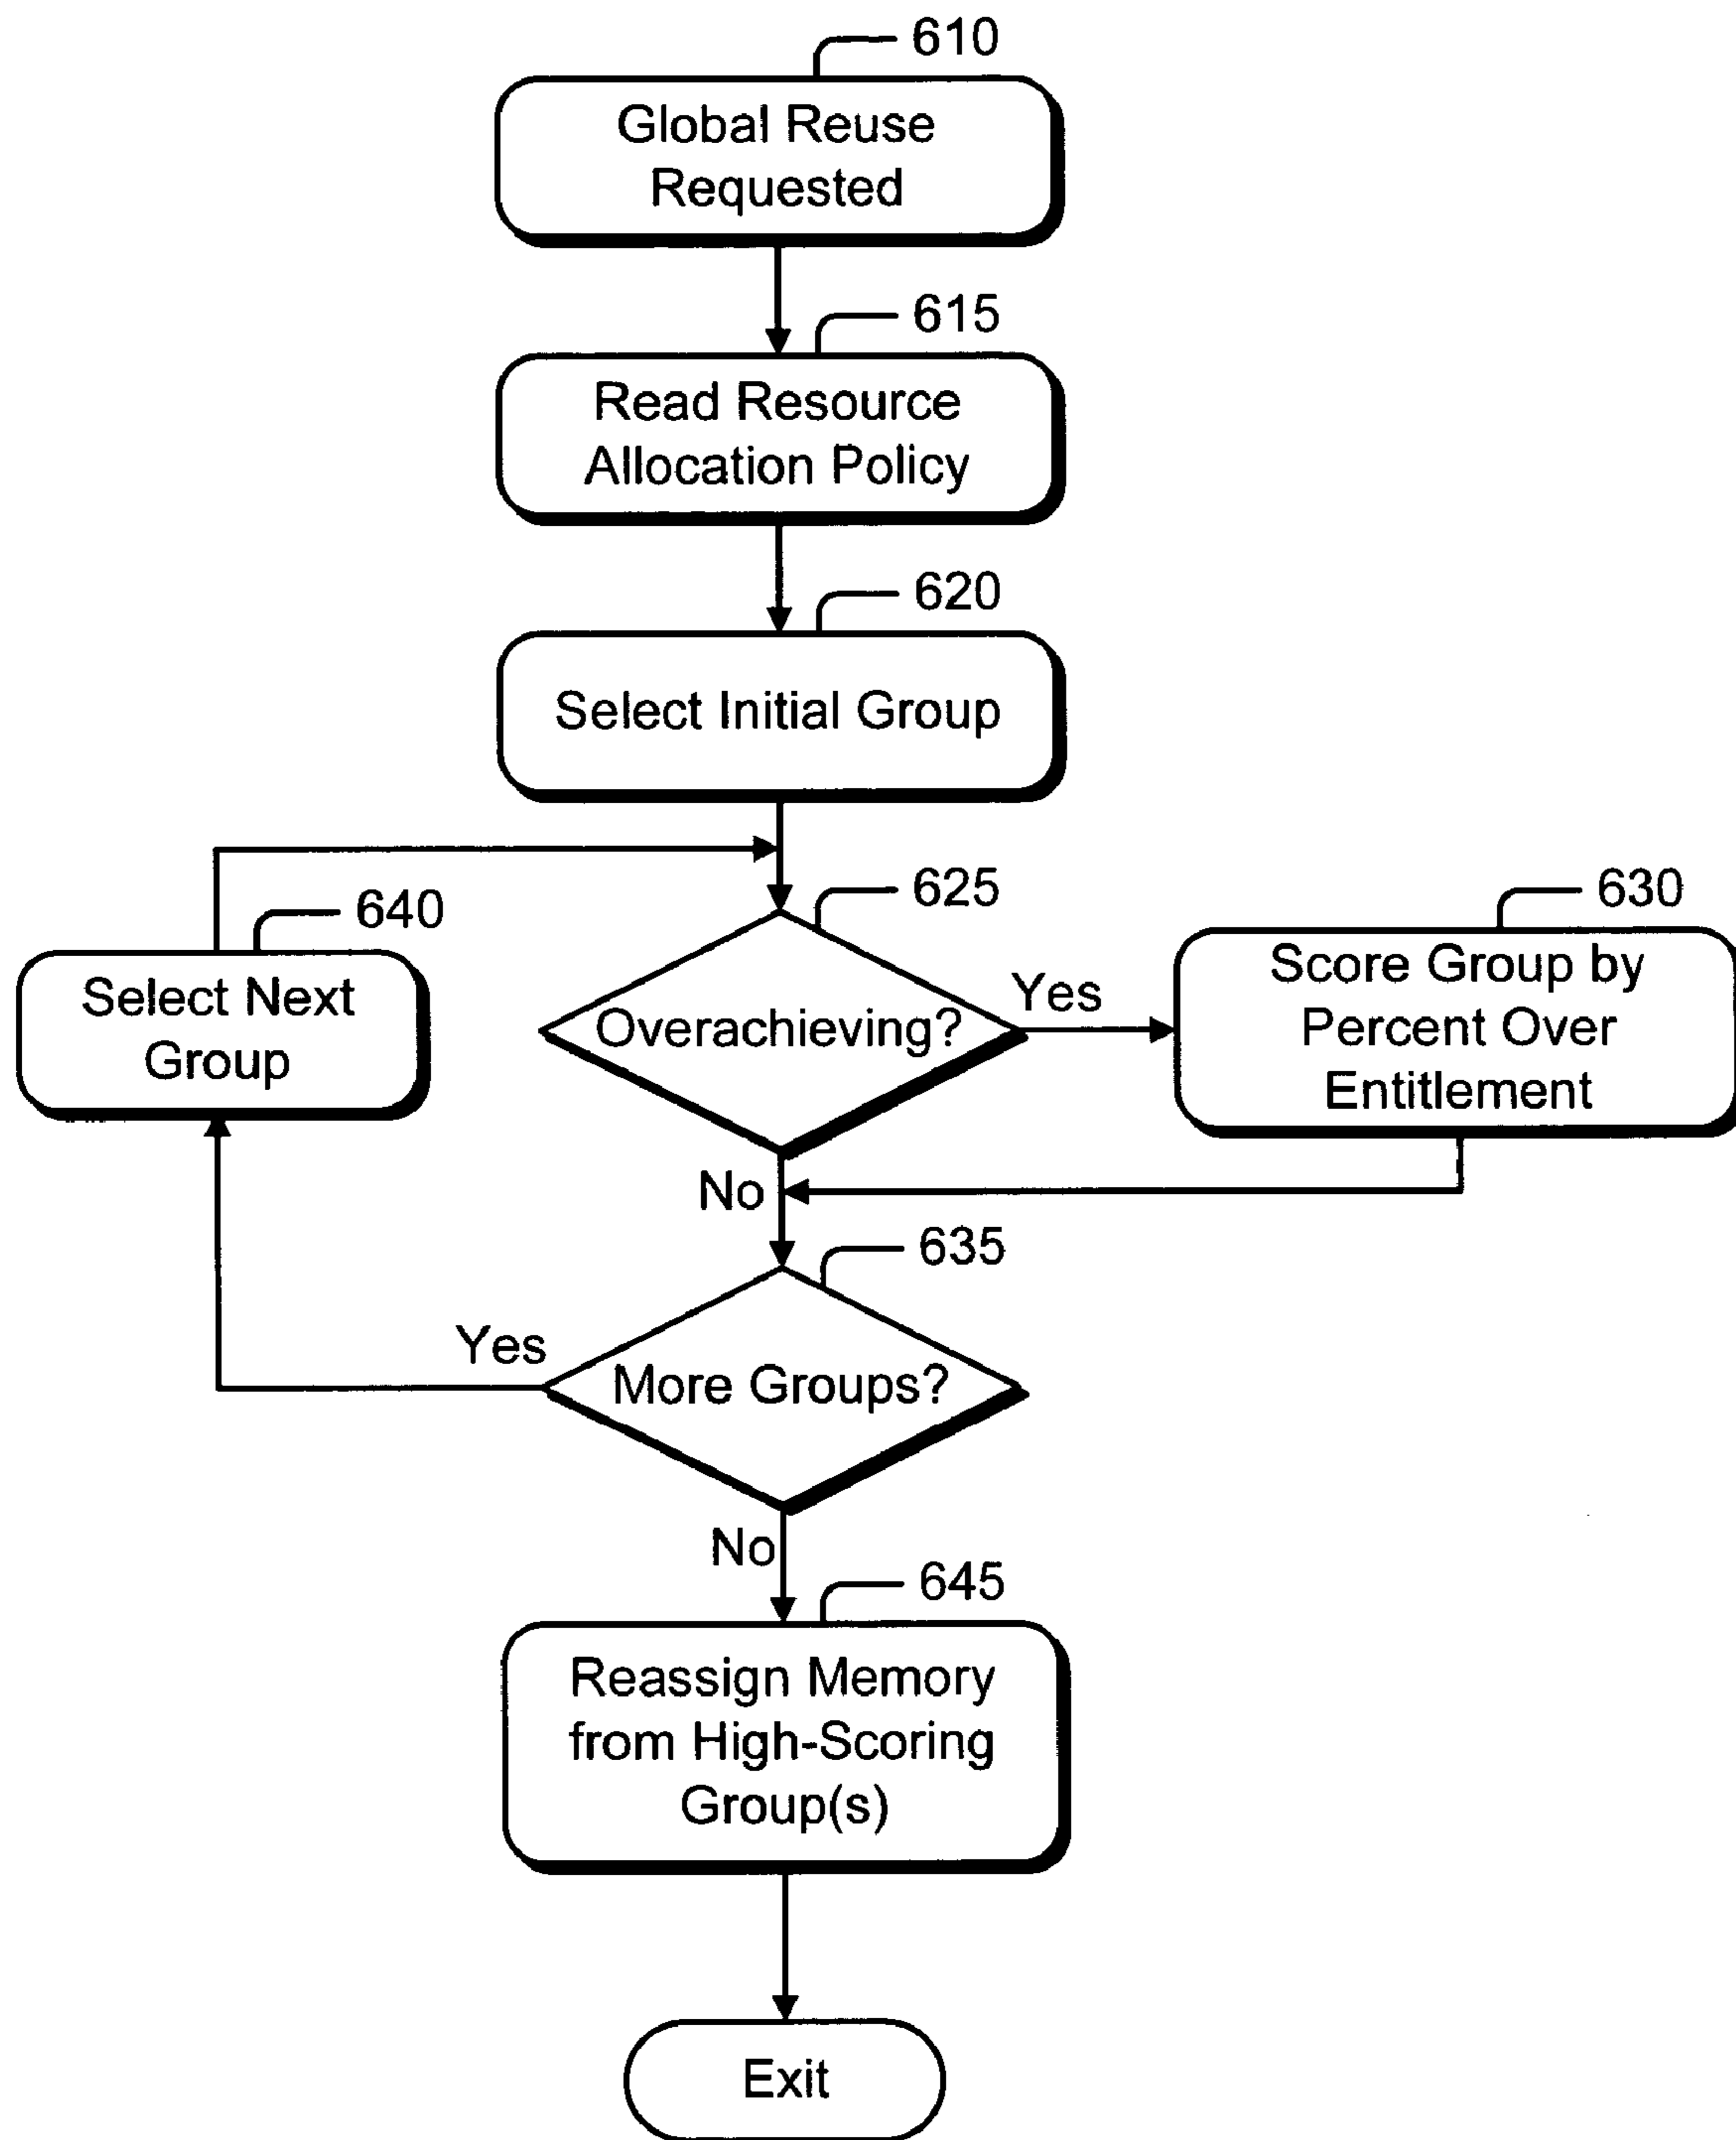 610
Global Reuse
Requested
615
Read Resource
Allocation Policy
620
Select Initial Group
625
630
640
Select Next
Group
Overachieving?
Yes
Score Group by
Percent Over
Entitlement
No
635
Yes
More Groups?
No
645
Reassign Memory
from High-Scoring
Group(s)
Exit